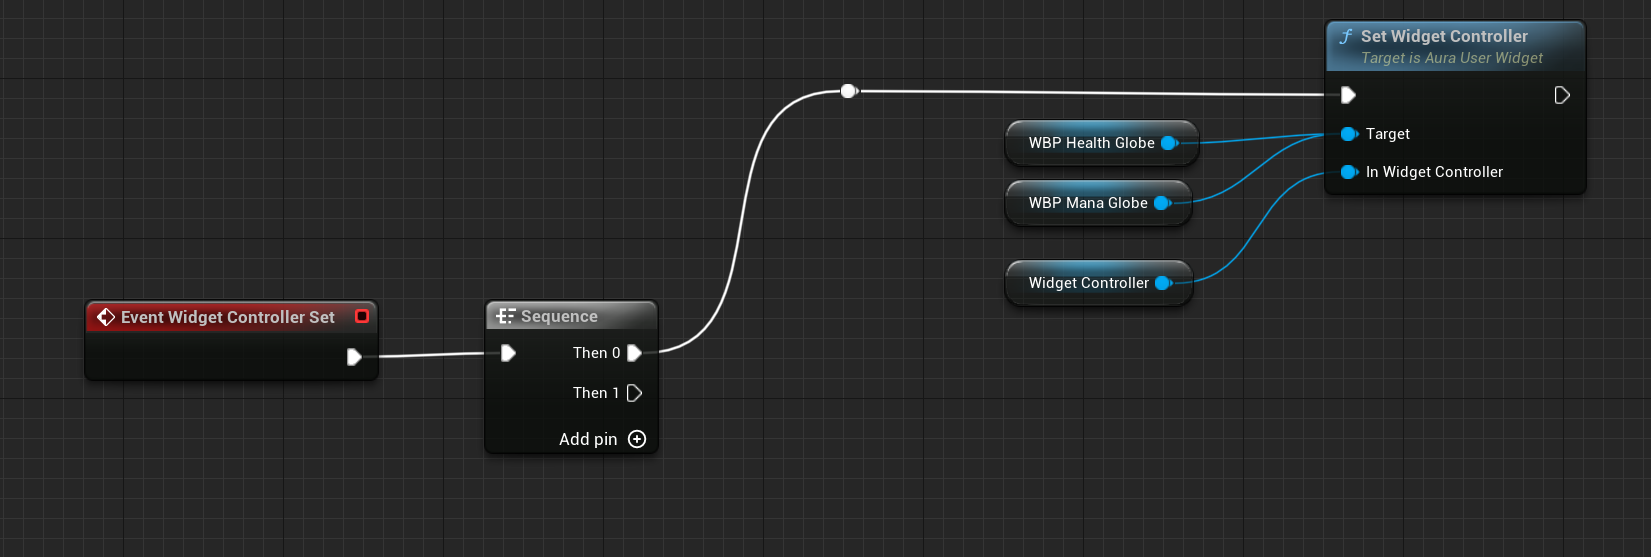 Set Widget Controller
Target is Aura User Widget
WBP Health Globe
Target
In Widget Controller
WBP Mana Globe
Widget Controller
Event Widget Controller Set
Sequence
Then 0
Then 1
Add pin